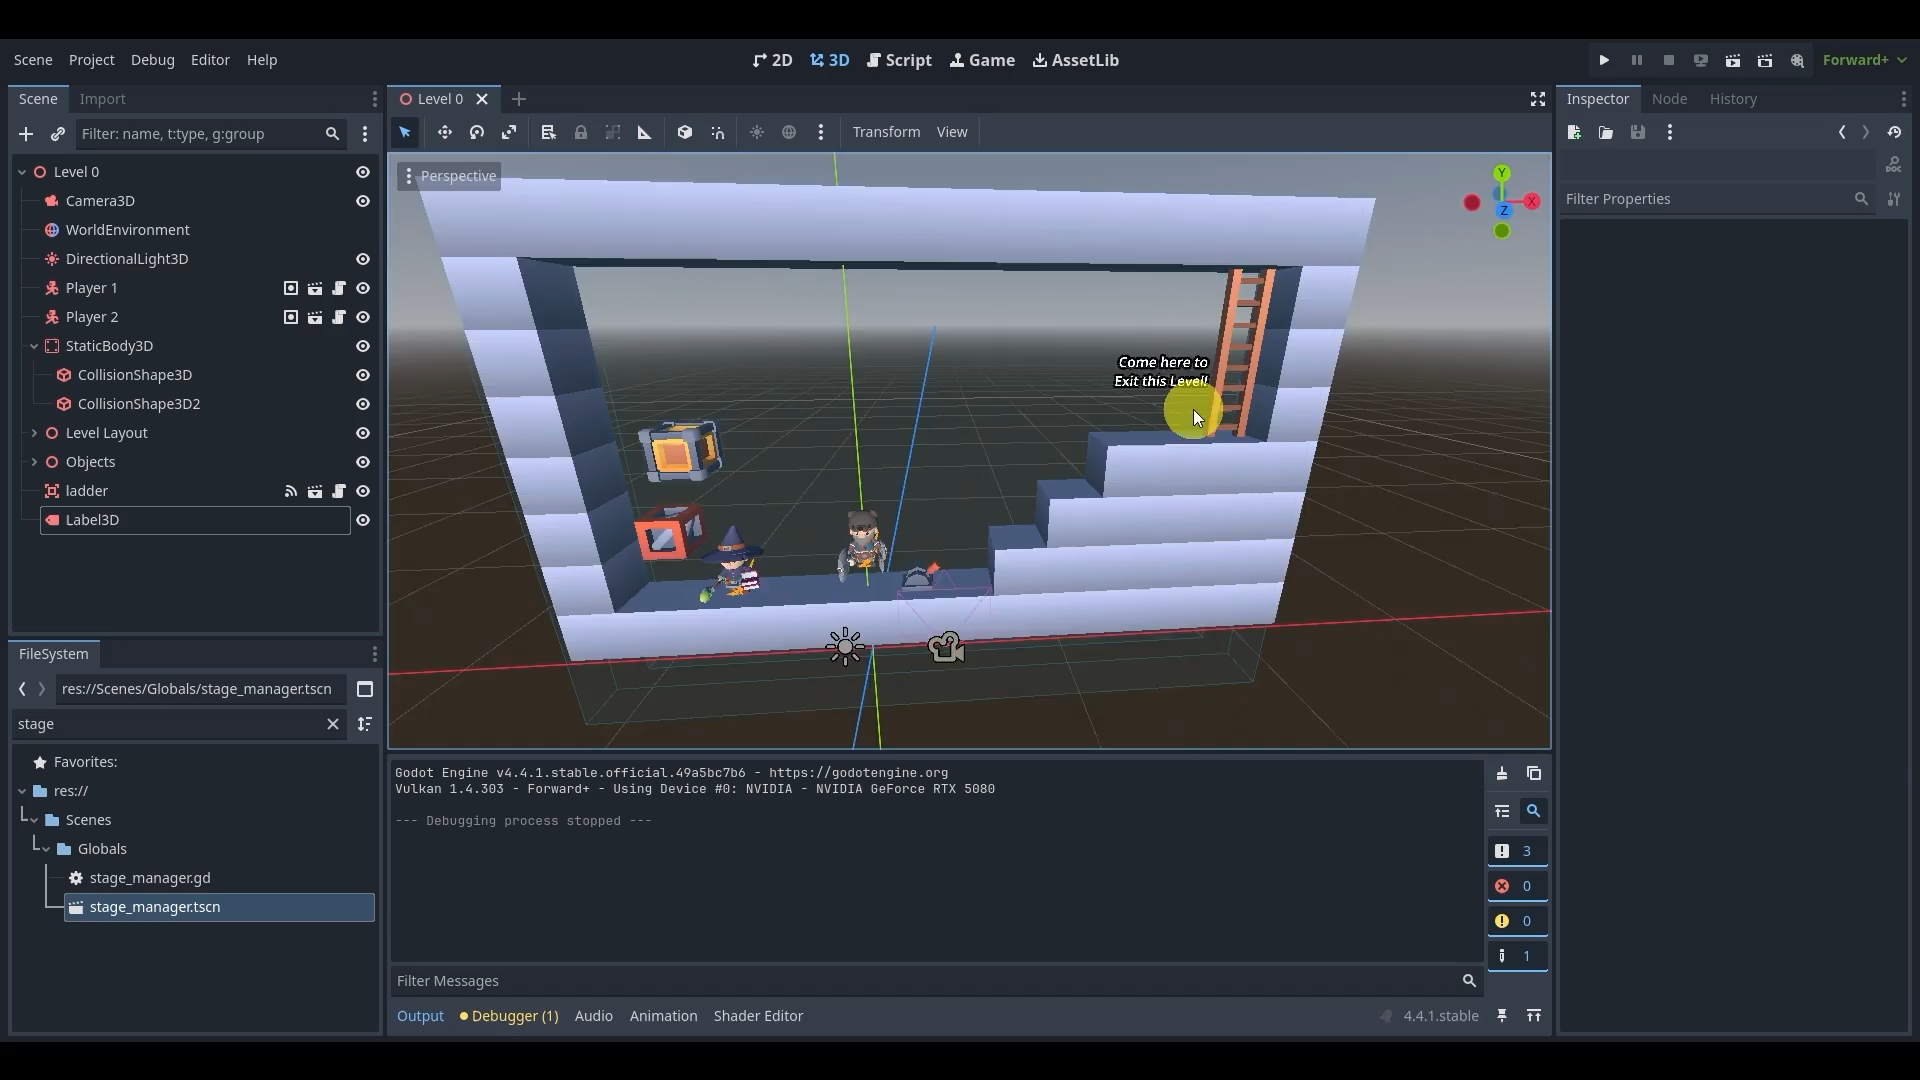 Scene Project Debug Editor Help
2D 3D Script Game AssetLib
Forward+
Scene Import
Filter: name, t:type, g:group
Level 0
Camera3D
WorldEnvironment
DirectionalLight3D
Player 1
Player 2
StaticBody3D
CollisionShape3D
CollisionShape3D2
Level Layout
Objects
ladder
Label3D
FileSystem
res://Scenes/Globals/stage_manager.tscn
stage
Favorites:
res://
Scenes
Globals
stage_manager.gd
stage_manager.tscn
Level 0
Transform View
Perspective
Y
X
Z
Come here to
Exit this Level!
Godot Engine v4.4.1.stable.official.49a5bc7b6 - https://godotengine.org
Vulkan 1.4.303 - Forward+ - Using Device #0: NVIDIA - NVIDIA GeForce RTX 5080
--- Debugging process stopped ---
3
0
0
1
Filter Messages
Output Debugger (1) Audio Animation Shader Editor
4.4.1.stable
Inspector Node History
DOC
Filter Properties